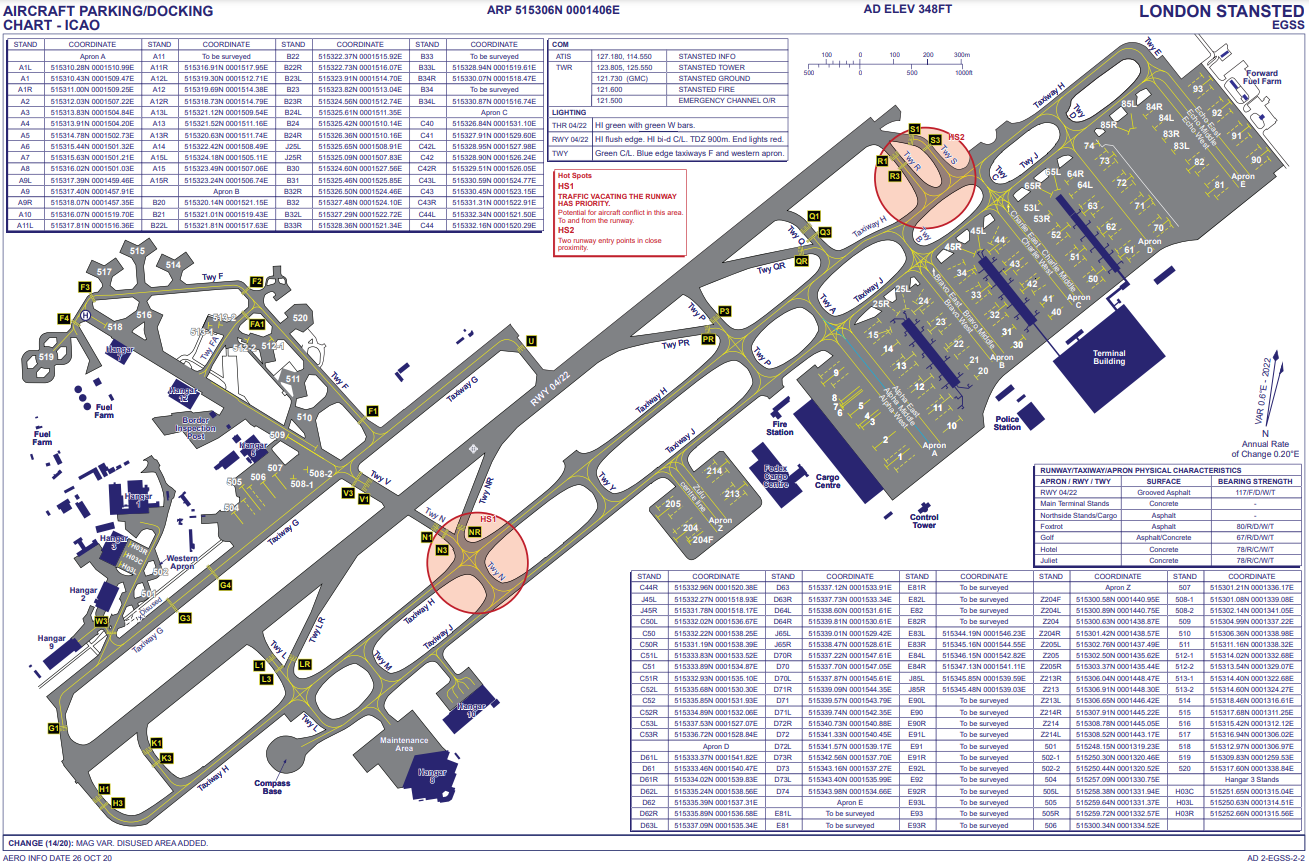 AIRCRAFT PARKING/DOCKING
CHART - ICAO
ARP 515306N 0001406E
AD ELEV 348FT
LONDON STANSTED
EGSS
STAND COORDINATE STAND COORDINATE STAND COORDINATE STAND COORDINATE
Apron A A11 To be surveyed B22 515322.37N 0001515.92E B33 To be surveyed
A1L 515310.28N 0001510.99E A11R 515316.91N 0001517.95E B22R 515322.73N 0001516.07E B33L 515328.94N 0001519.61E
A1 515310.43N 0001509.47E A11L 515319.30N 0001512.71E B23L 515323.91N 0001514.70E B34R 515330.07N 0001518.47E
A1R 515311.00N 0001509.25E A12 515319.69N 0001514.38E B23 515323.82N 0001513.04E B34 To be surveyed
A2 515312.03N 0001507.22E A12R 515318.73N 0001514.79E B23R 515324.56N 0001512.74E B34L 515330.87N 0001516.74E
A3 515313.83N 0001504.84E A13L 515321.12N 0001509.54E B24L 515325.61N 0001511.35E Apron C
A4 515313.91N 0001504.20E A13 515321.52N 0001511.16E B24 515325.44N 0001510.14E C40 515326.84N 0001531.10E
A5 515314.78N 0001502.73E A13R 515320.63N 0001511.74E B24R 515326.36N 0001510.16E C41 515327.91N 0001529.60E
A6 515315.44N 0001501.32E A14 515322.42N 0001508.49E J25L 515325.65N 0001508.91E C42L 515328.95N 0001527.98E
A7 515315.63N 0001501.21E A15L 515324.18N 0001505.11E J25R 515325.09N 0001507.83E C42 515328.90N 0001526.24E
A8 515316.02N 0001501.03E A15 515323.49N 0001507.06E B30 515324.60N 0001527.56E C42R 515329.51N 0001526.05E
A9L 515317.39N 0001459.46E A15R 515323.24N 0001506.74E B31 515325.46N 0001525.85E C43L 515330.59N 0001524.77E
A9 515317.40N 0001457.91E Apron B B32R 515326.50N 0001524.46E C43 515330.45N 0001523.15E
A9R 515318.07N 0001457.35E B20 515320.14N 0001521.15E B32 515327.48N 0001524.10E C43R 515331.31N 0001522.91E
A10 515316.07N 0001519.70E B21 515321.01N 0001519.43E B32L 515327.29N 0001522.72E C44L 515332.34N 0001521.50E
A11L 515317.81N 0001516.36E B22L 515321.81N 0001517.63E B33R 515328.36N 0001521.34E C44 515332.16N 0001520.29E
COM
ATIS 127.180, 114.550 STANSTED INFO
TWR 123.805, 125.550 STANSTED TOWER
121.730 (GMC) STANSTED GROUND
121.600 STANSTED FIRE
121.500 EMERGENCY CHANNEL O/R
LIGHTING
THR 04/22 HI green with green W bars.
RWY 04/22 HI flush edge. HI bi-d C/L. TDZ 900m. End lights red.
TWY Green C/L. Blue edge taxiways F and western apron.
Hot Spots
HS1
TRAFFIC VACATING THE RUNWAY
HAS PRIORITY.
Potential for aircraft conflict in this area.
To and from the runway.
HS2
Two runway entry points in close
proximity.
100 0 100 200 300m
500 0 500 1000ft
Twy E
Forward
Fuel Farm
Taxiway H
Twy D
85L
85R
84R
84L
83R
83L
82
81
93
92
91
90
Echo East
Echo Middle
Echo West
Apron
E
S1
S3
HS2
R1
R3
Twy R
Twy S
Twy J
Twy C
74
73
72
71
70
65L
65R
64R
64L
63
62
61
Apron
D
53L
53R
52
51
50
Charlie East
Charlie Middle
Charlie West
Apron
C
45L
45R
44
43
42
41
40
Q1
Q3
Twy Q
QR
Twy QR
Taxiway H
Twy B
Taxiway J
34
33
32
31
30
Bravo East
Bravo Middle
Bravo West
Apron
B
25L
25R
24
23
22
21
20
Twy A
Terminal
Building
P3
Twy P
PR
Twy PR
Twy P
15
14
13
12
11
10
9
8
7
6
5
4
3
2
1
Alpha East
Alpha Middle
Alpha West
Apron
A
Police
Station
Fire
Station
Fedex
Cargo
Centre
Cargo
Centre
Control
Tower
VAR 0.6°E - 2022
N
Annual Rate
of Change 0.20°E
515
514
517
516
518
519
520
F3
F4
F2
FA1
Twy F
Twy FA
H
513-1
513-2
512-2
512-1
511
510
509
Hangar
Hangar
12
Border
Inspection
Post
Hangar
5
Fuel
Farm
Fuel
Farm
Twy F
F1
U
Taxiway G
RWY 04/22
Taxiway H
Taxiway J
Twy Y
508-2
508-1
507
506
505
504
Twy V
V3
V1
Twy NR
Twy N
N1
NR
N3
HS1
Twy N
214
213
205
204
204F
Zulu
centre line
Apron
Z
Hangar
1
Hangar
3
H03R
H03C
H03L
502
501
Western
Apron
Hangar
2
Disused
W3
Hangar
9
Taxiway G
Taxiway G
G4
G3
G1
Taxiway H
Taxiway J
Twy LR
Twy L
L1
LR
L3
Twy M
Twy L
Compass
Base
Maintenance
Area
Hangar
10
Hangar
8
K1
K3
H1
H3
Taxiway H
RUNWAY/TAXIWAY/APRON PHYSICAL CHARACTERISTICS
APRON / RWY / TWY SURFACE BEARING STRENGTH
RWY 04/22 Grooved Asphalt 117/F/D/W/T
Main Terminal Stands Concrete -
Northside Stands/Cargo Asphalt -
Foxtrot Asphalt 80/R/D/W/T
Golf Asphalt/Concrete 67/R/D/W/T
Hotel Concrete 78/R/C/W/T
Juliet Concrete 78/R/C/W/T
STAND COORDINATE STAND COORDINATE STAND COORDINATE STAND COORDINATE STAND COORDINATE
C44R 515332.96N 0001520.38E D63 515337.12N 0001533.91E E81R To be surveyed Apron Z 507 515301.21N 0001336.17E
J45L 515332.27N 0001518.93E D63R 515337.73N 0001533.34E E82L To be surveyed Z204F 515300.58N 0001440.95E 508-1 515301.08N 0001339.08E
J45R 515331.78N 0001518.17E D64L 515338.60N 0001531.61E E82 To be surveyed Z204L 515300.89N 0001440.75E 508-2 515302.14N 0001341.05E
C50L 515332.02N 0001536.67E D64R 515339.81N 0001530.61E E82R To be surveyed Z204 515300.63N 0001438.87E 509 515304.99N 0001337.22E
C50 515332.22N 0001538.25E J65L 515339.01N 0001529.42E E83L 515344.19N 0001546.23E Z204R 515301.42N 0001438.57E 510 515306.36N 0001338.98E
C50R 515331.19N 0001538.39E J65R 515338.47N 0001528.61E E83R 515345.16N 0001544.55E Z205L 515302.76N 0001437.49E 511 515311.16N 0001338.32E
C51L 515333.83N 0001533.52E D70R 515337.22N 0001547.61E E84L 515346.15N 0001542.82E Z205 515302.50N 0001435.62E 512-1 515314.02N 0001332.68E
C51 515333.89N 0001534.87E D70 515337.70N 0001547.05E E84R 515347.13N 0001541.11E Z205R 515303.37N 0001435.44E 512-2 515313.54N 0001329.07E
C51R 515332.93N 0001535.10E D70L 515337.87N 0001545.61E J85L 515345.85N 0001539.59E Z213R 515306.04N 0001448.47E 513-1 515314.40N 0001322.68E
C52L 515335.68N 0001530.30E D71R 515339.09N 0001544.35E J85R 515345.48N 0001539.03E Z213 515306.91N 0001448.30E 513-2 515314.60N 0001324.27E
C52 515335.85N 0001531.93E D71 515339.57N 0001543.79E E90L To be surveyed Z213L 515306.65N 0001446.42E 514 515318.46N 0001316.61E
C52R 515334.89N 0001532.06E D71L 515339.74N 0001542.35E E90 To be surveyed Z214R 515307.91N 0001445.22E 515 515317.68N 0001311.25E
C53L 515337.53N 0001527.07E D72R 515340.73N 0001540.88E E90R To be surveyed Z214 515308.78N 0001445.05E 516 515315.42N 0001312.12E
C53R 515336.72N 0001528.84E D72 515341.33N 0001540.45E E91L To be surveyed Z214L 515308.52N 0001443.17E 517 515316.94N 0001306.02E
Apron D D72L 515341.57N 0001539.17E E91 To be surveyed 501 515248.15N 0001319.23E 518 515312.97N 0001306.97E
D61L 515333.37N 0001541.82E D73R 515342.56N 0001537.70E E91R To be surveyed 502-1 515250.30N 0001320.46E 519 515309.83N 0001259.53E
D61 515333.46N 0001540.47E D73 515343.16N 0001537.27E E92L To be surveyed 502-2 515250.44N 0001320.52E 520 515317.60N 0001338.84E
D61R 515334.02N 0001539.83E D73L 515343.40N 0001535.99E E92 To be surveyed 504 515257.09N 0001330.75E Hangar 3 Stands
D62L 515335.24N 0001538.56E D74 515343.98N 0001534.66E E92R To be surveyed 505L 515258.38N 0001331.94E H03C 515251.65N 0001315.04E
D62 515335.39N 0001537.31E Apron E E93L To be surveyed 505 515259.64N 0001331.37E H03L 515250.63N 0001314.51E
D62R 515335.89N 0001536.58E E81L To be surveyed E93 To be surveyed 505R 515259.72N 0001332.57E H03R 515252.66N 0001315.56E
D63L 515337.09N 0001535.34E E81 To be surveyed E93R To be surveyed 506 515300.34N 0001334.52E
CHANGE (14/20): MAG VAR. DISUSED AREA ADDED.
AERO INFO DATE 26 OCT 20
AD 2-EGSS-2-2